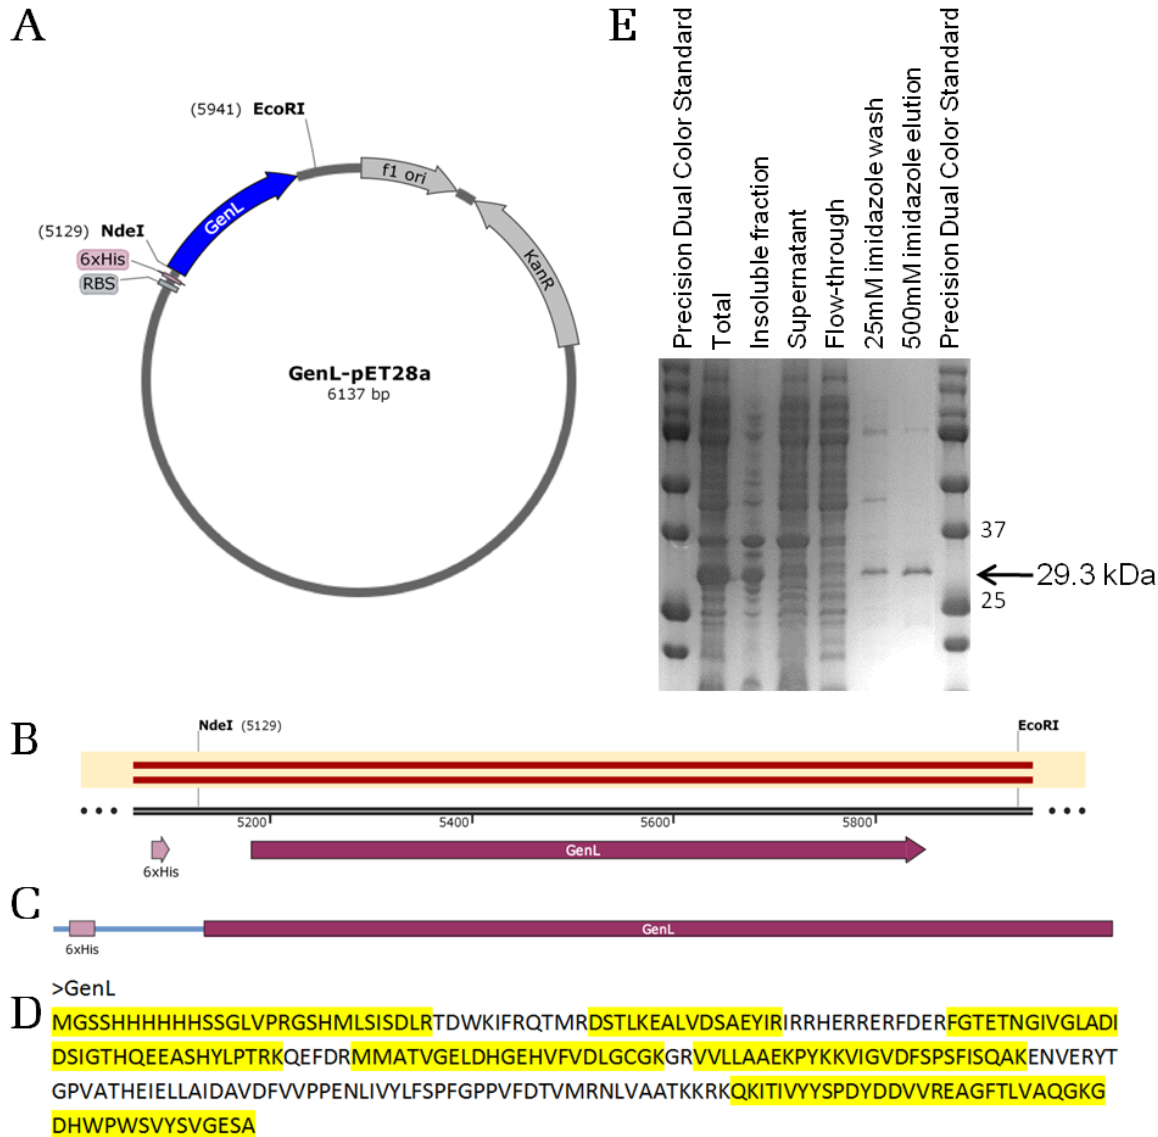 A
(5941) EcoRI
f1 ori
GenL
(5129) NdeI
6xHis
RBS
KanR
GenL-pET28a
6137 bp
E
Precision Dual Color Standard
Total
Insoluble fraction
Supernatant
Flow-through
25mM imidazole wash
500mM imidazole elution
Precision Dual Color Standard
37
29.3 kDa
25
B
NdeI (5129)
EcoRI
5200
5400
5600
5800
GenL
6xHis
C
GenL
6xHis
>GenL
D
MGSSHHHHHHSSGLVPRGSHMLSISDLRTDWKIFRQTMRDSTLKEALVDSAEYIRIRRHERRERFDERFGTETNGIVGLADI
DSIGTHQEEASHYLPTRKQEFDRMMATVGELDHGEHVFVDLGCGKGRVVLLAAEKPYKKVIGVDFSPSFISQAKENVERYT
GPVATHEIELLAIDAVDFVVPPENLIVYLFSPFGPPVFDTVMRNLVAATKKRKQKITIVYYSPDYDDVVREAGFTLVAQGKG
DHWPWSVYSVGESA